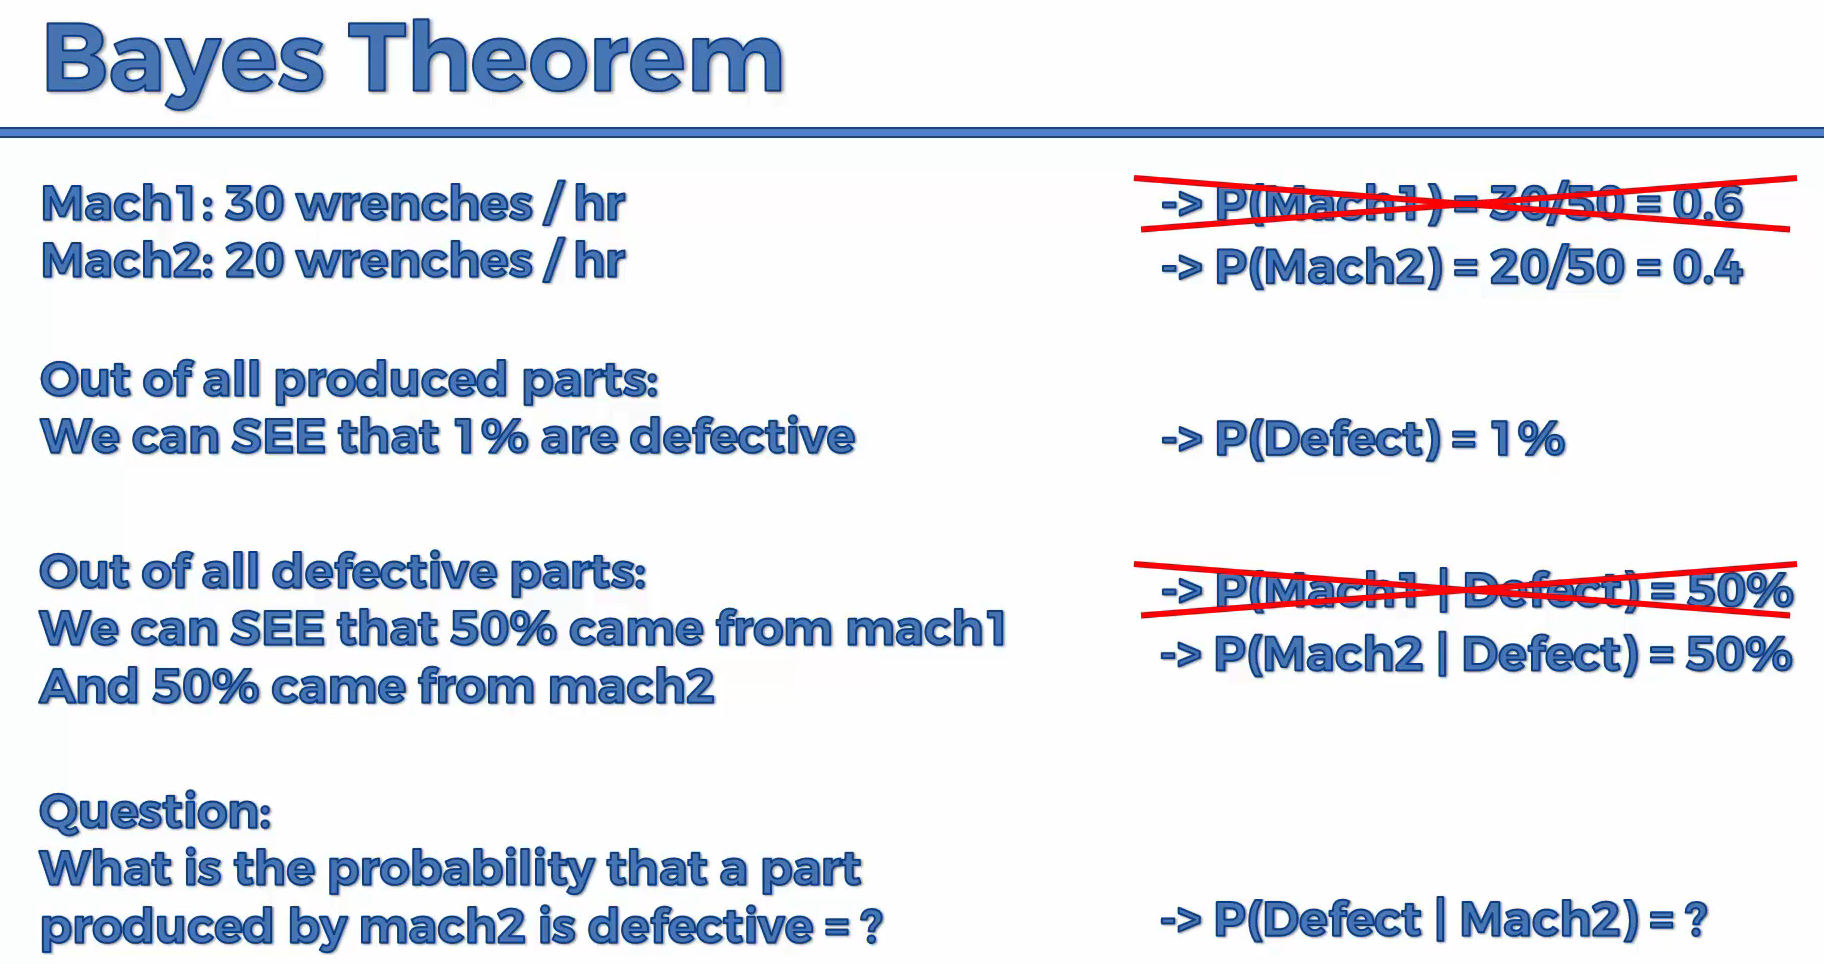 Bayes Theorem
Mach1: 30 wrenches / hr
-> P(Mach1) = 30/50 = 0.6
Mach2: 20 wrenches / hr
-> P(Mach2) = 20/50 = 0.4
Out of all produced parts:
We can SEE that 1% are defective
-> P(Defect) = 1%
Out of all defective parts:
We can SEE that 50% came from mach1
And 50% came from mach2
-> P(Mach1 | Defect) = 50%
-> P(Mach2 | Defect) = 50%
Question:
What is the probability that a part
produced by mach2 is defective = ?
-> P(Defect | Mach2) = ?